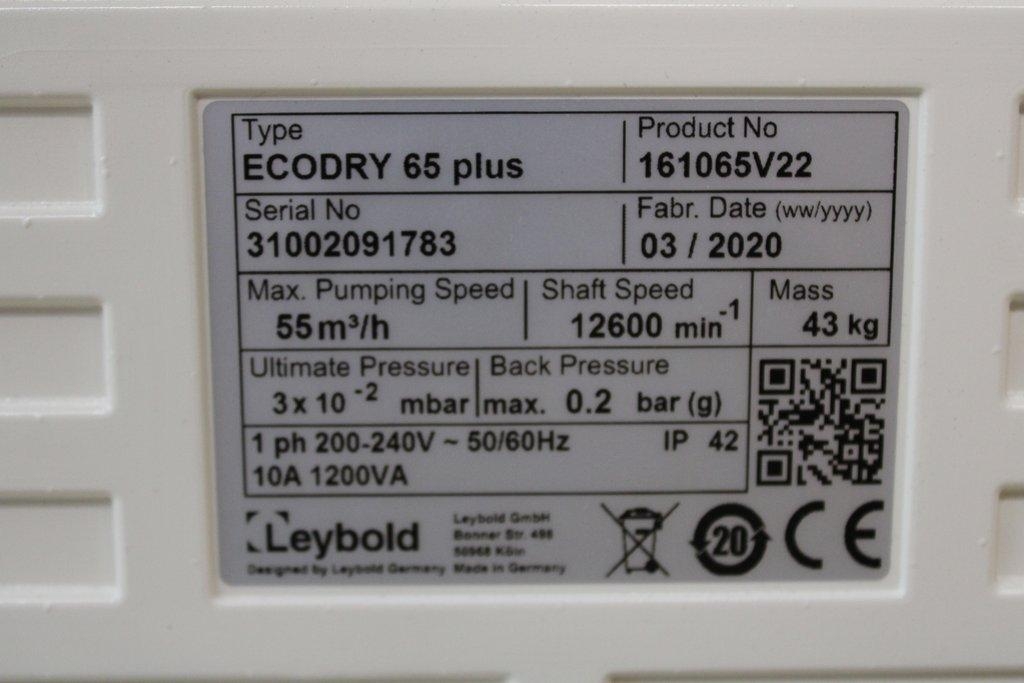 Type
Product No
ECODRY 65 plus
161065V22
Serial No
Fabr. Date (ww/yyyy)
31002091783
03 / 2020
Max. Pumping Speed
Shaft Speed
Mass
55 m³/h
12600 min⁻¹
43 kg
Ultimate Pressure
Back Pressure
3 x 10 ⁻² mbar
max. 0.2 bar (g)
1 ph 200-240V ~ 50/60Hz IP 42
10A 1200VA
Leybold
Leybold GmbH
Bonner Str. 498
50968 Köln
Designed by Leybold Germany
Made in Germany
20
CE